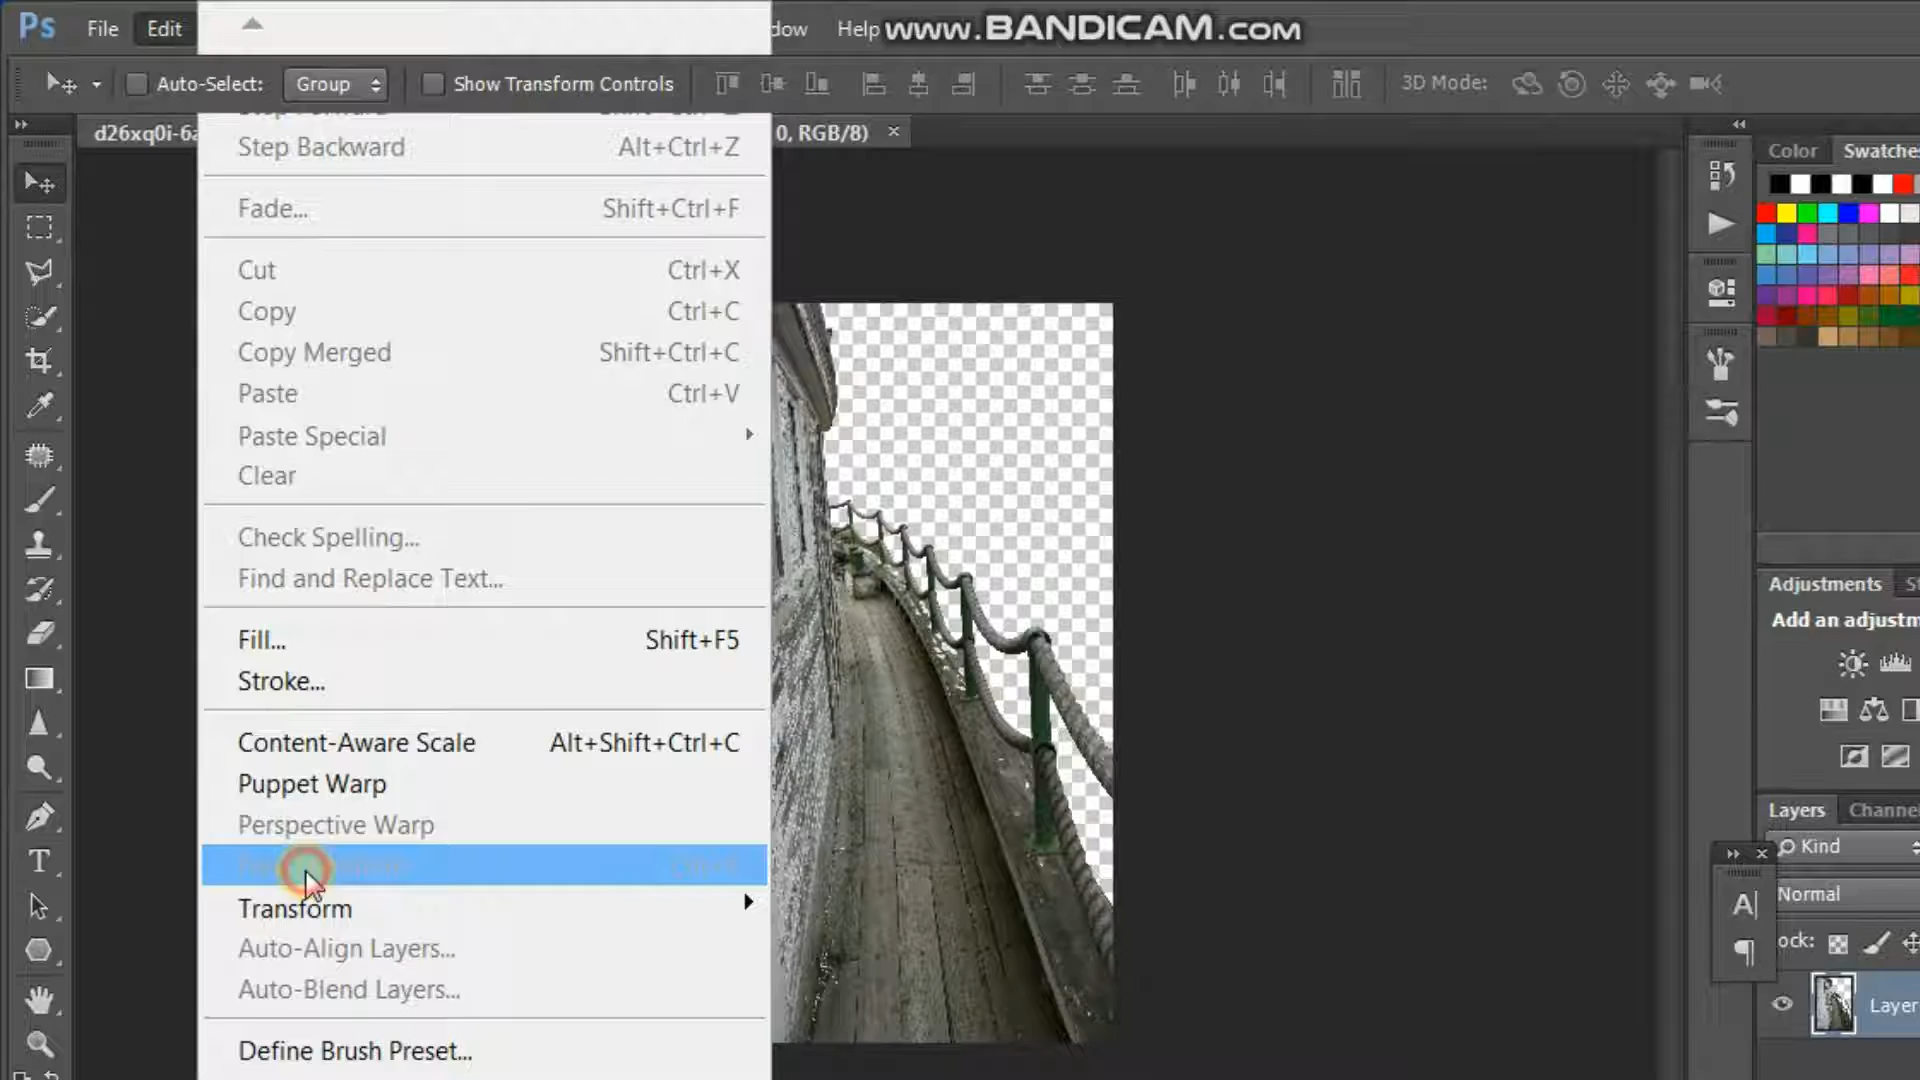 Ps File Edit dow Help www.BANDICAM.com
Auto-Select: Group Show Transform Controls 3D Mode:
d26xq0i-6a 0, RGB/8) ×
Step Backward Alt+Ctrl+Z
Fade... Shift+Ctrl+F
Cut Ctrl+X
Copy Ctrl+C
Copy Merged Shift+Ctrl+C
Paste Ctrl+V
Paste Special
Clear
Check Spelling...
Find and Replace Text...
Fill... Shift+F5
Stroke...
Content-Aware Scale Alt+Shift+Ctrl+C
Puppet Warp
Perspective Warp
Transform
Auto-Align Layers...
Auto-Blend Layers...
Define Brush Preset...
Color Swatches
Adjustments St
Add an adjustm
Layers Channe
Kind
Normal
ock:
Layer